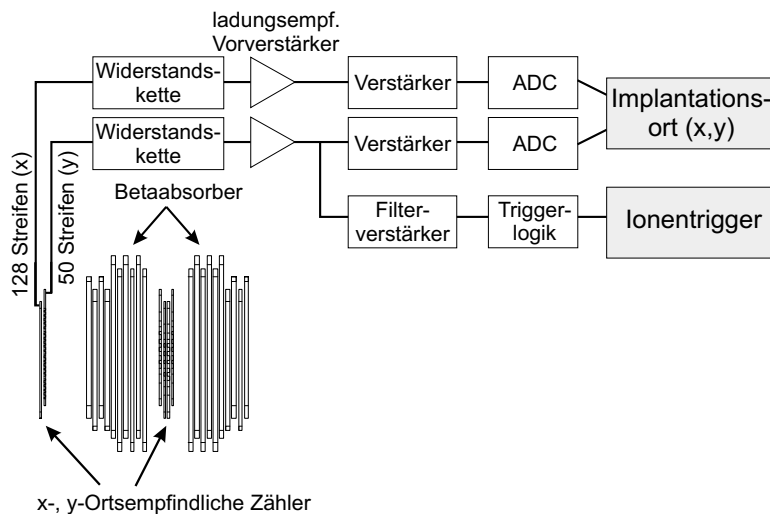 ladungsempf.
Vorverstärker
Widerstands-
kette
Verstärker
ADC
Implantations-
ort (x,y)
Widerstands-
kette
Verstärker
ADC
128 Streifen (x)
50 Streifen (y)
Betaabsorber
Filter-
verstärker
Trigger-
logik
Ionentrigger
x-, y-Ortsempfindliche Zähler